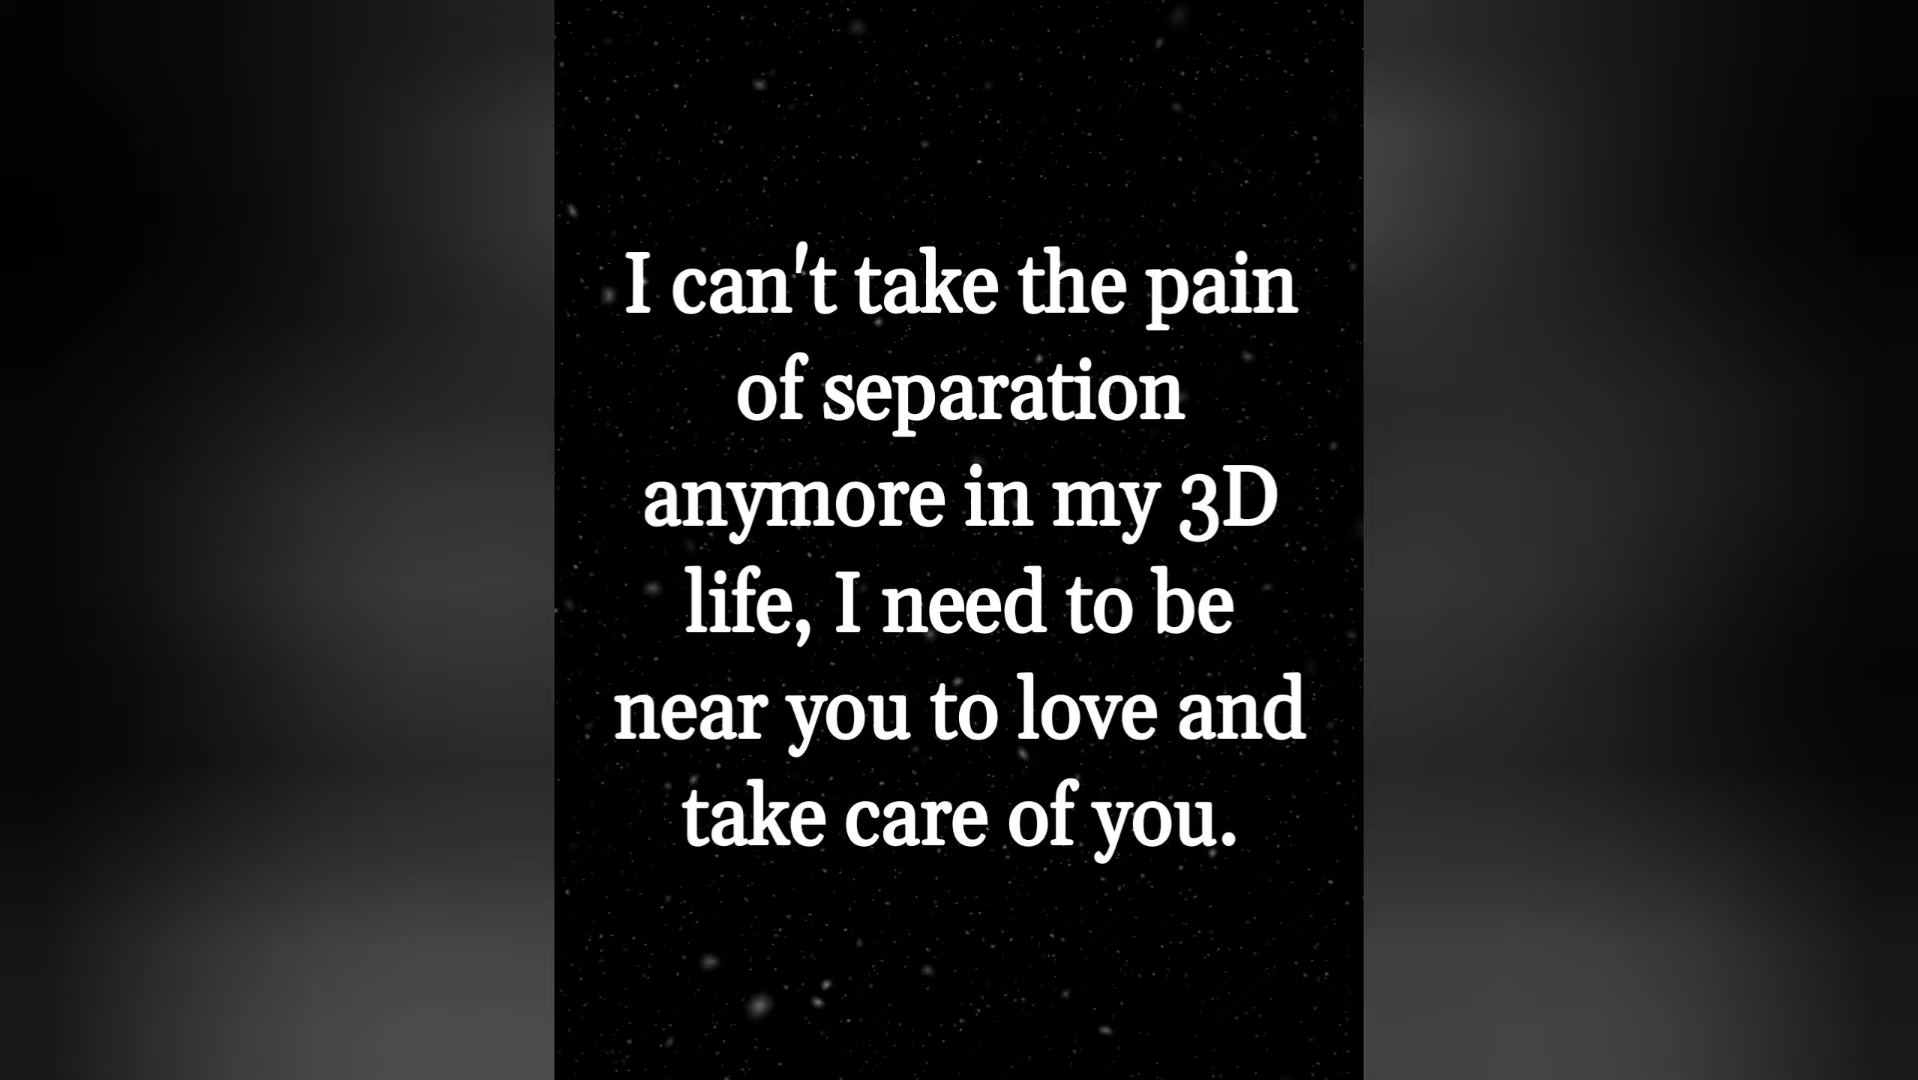 I can't take the pain
of separation
anymore in my 3D
life, I need to be
near you to love and
take care of you.